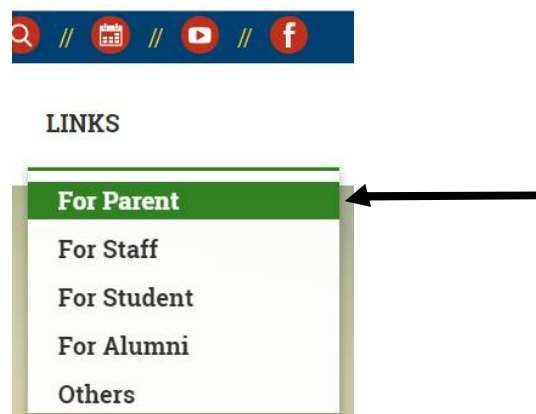 // // //
LINKS
For Parent
For Staff
For Student
For Alumni
Others